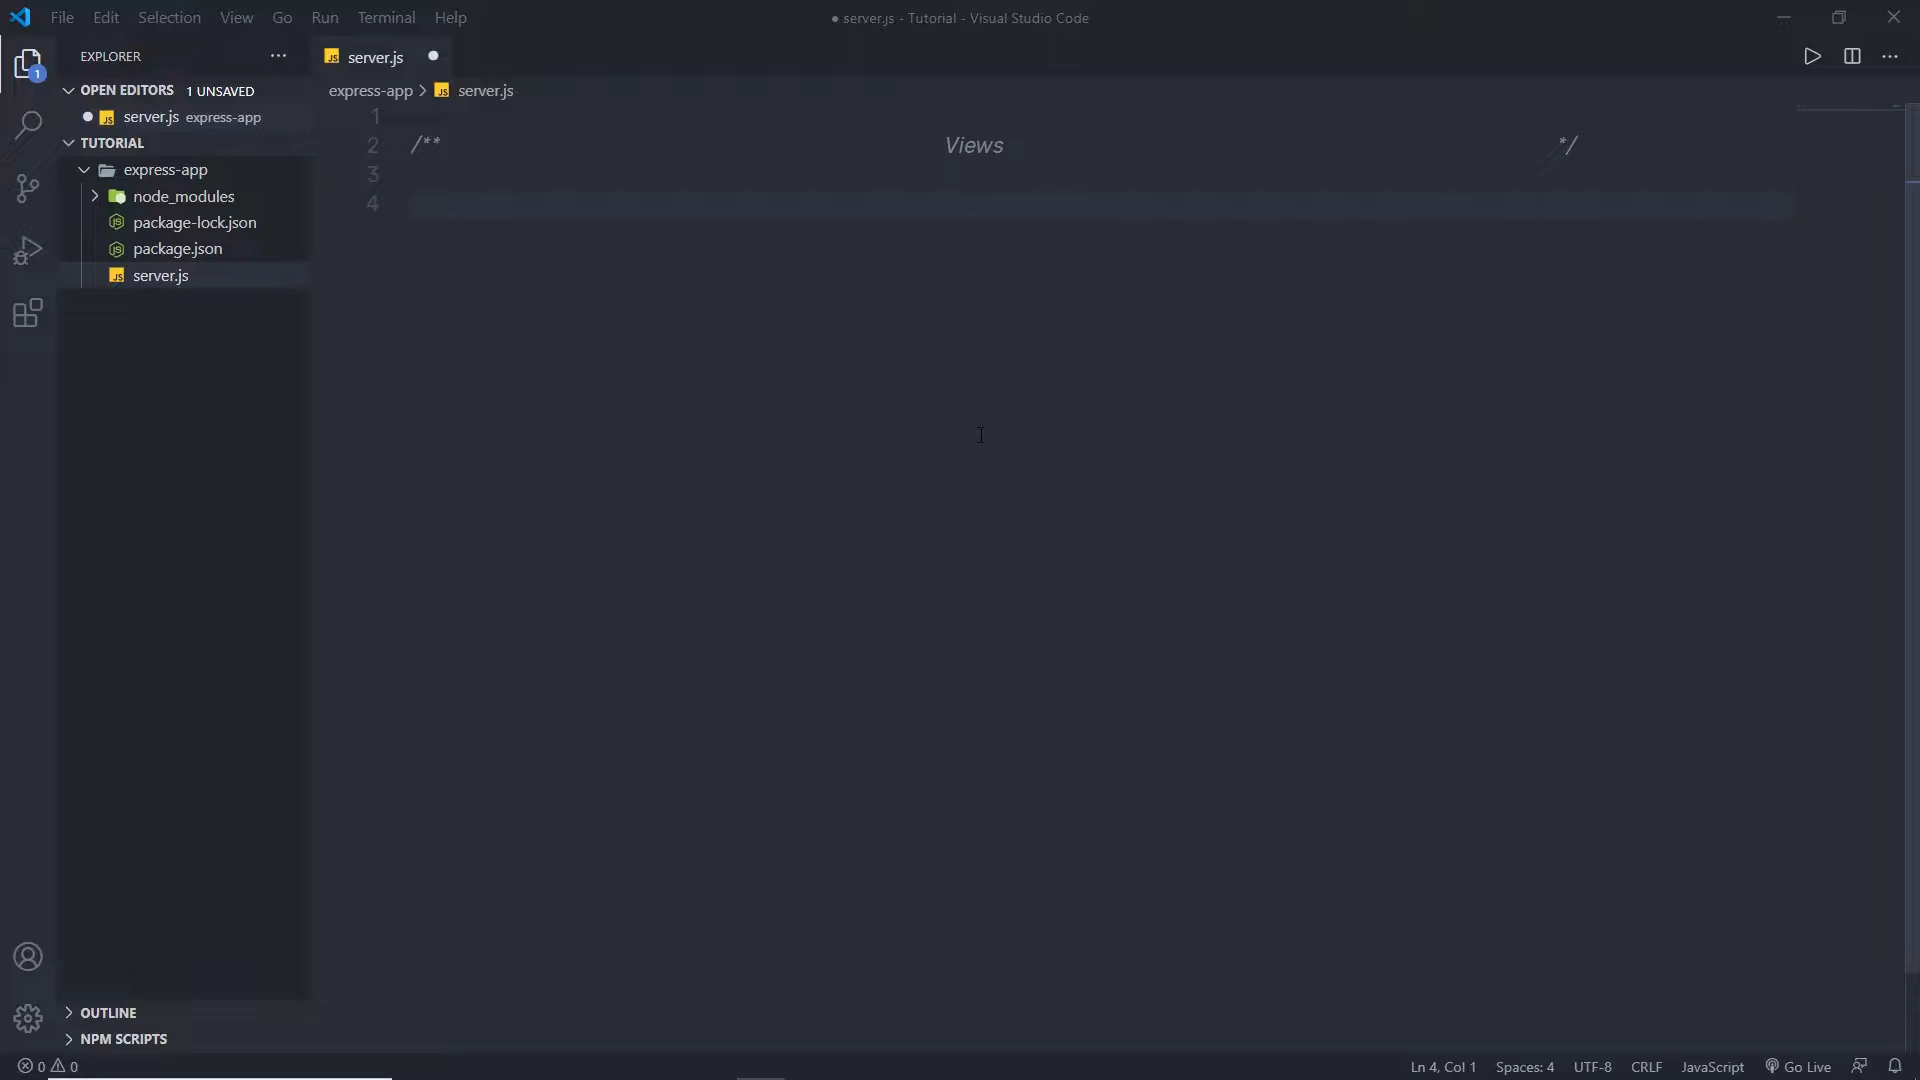 File Edit Selection View Go Run Terminal Help
● server.js - Tutorial - Visual Studio Code
EXPLORER
server.js
OPEN EDITORS 1 UNSAVED
express-app > server.js
server.js express-app
1
TUTORIAL
2 /** Views */
express-app
3
node_modules
4
package-lock.json
package.json
server.js
OUTLINE
NPM SCRIPTS
0 0
Ln 4, Col 1 Spaces: 4 UTF-8 CRLF JavaScript Go Live